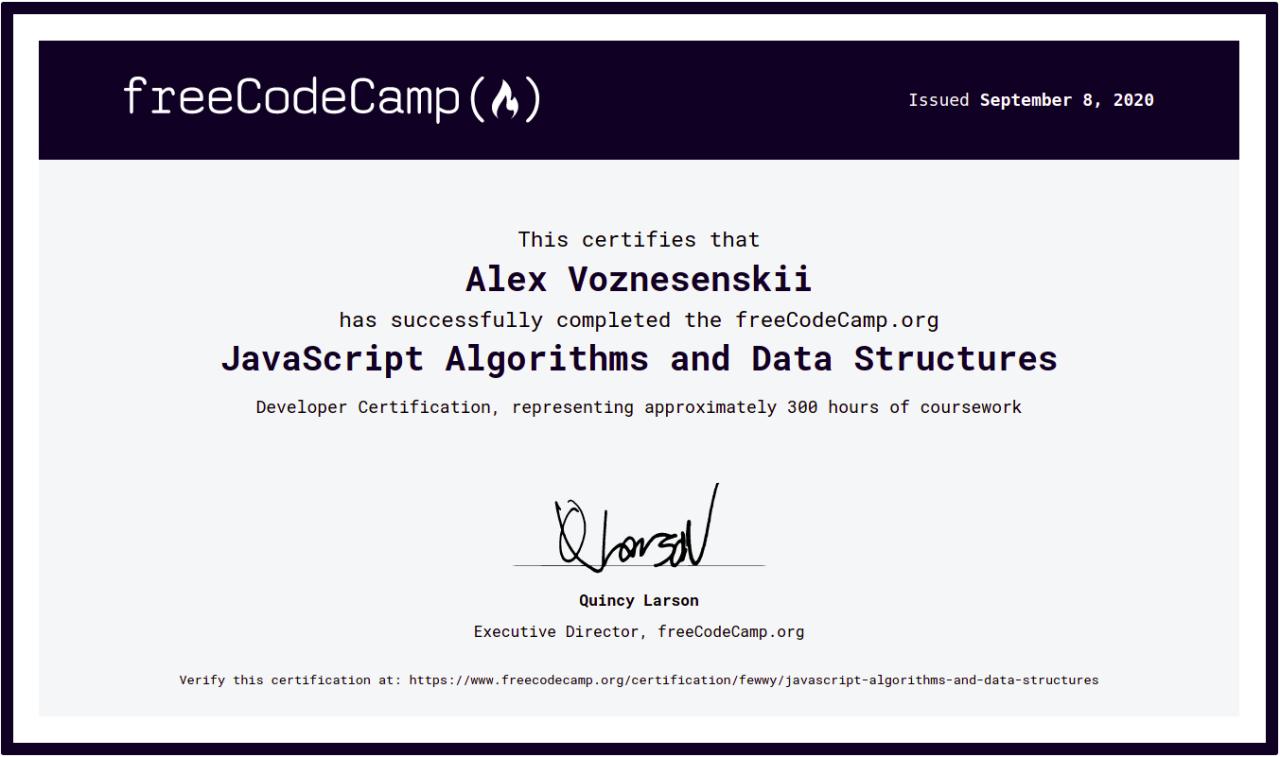 freeCodeCamp( )
Issued September 8, 2020
This certifies that
Alex Voznesenskii
has successfully completed the freeCodeCamp.org
JavaScript Algorithms and Data Structures
Developer Certification, representing approximately 300 hours of coursework
Q Larson
Quincy Larson
Executive Director, freeCodeCamp.org
Verify this certification at: https://www.freecodecamp.org/certification/fewwy/javascript-algorithms-and-data-structures